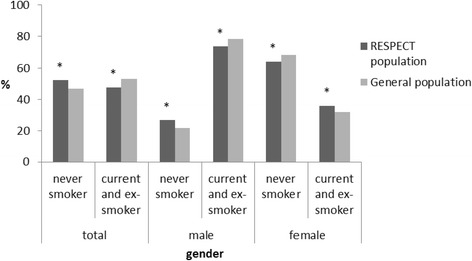 100
80
60
40
20
0
%
* * * * * *
RESPECT
population
General population
never
smoker
current
and ex-
smoker
never
smoker
current
and ex-
smoker
never
smoker
current
and ex-
smoker
total male female
gender